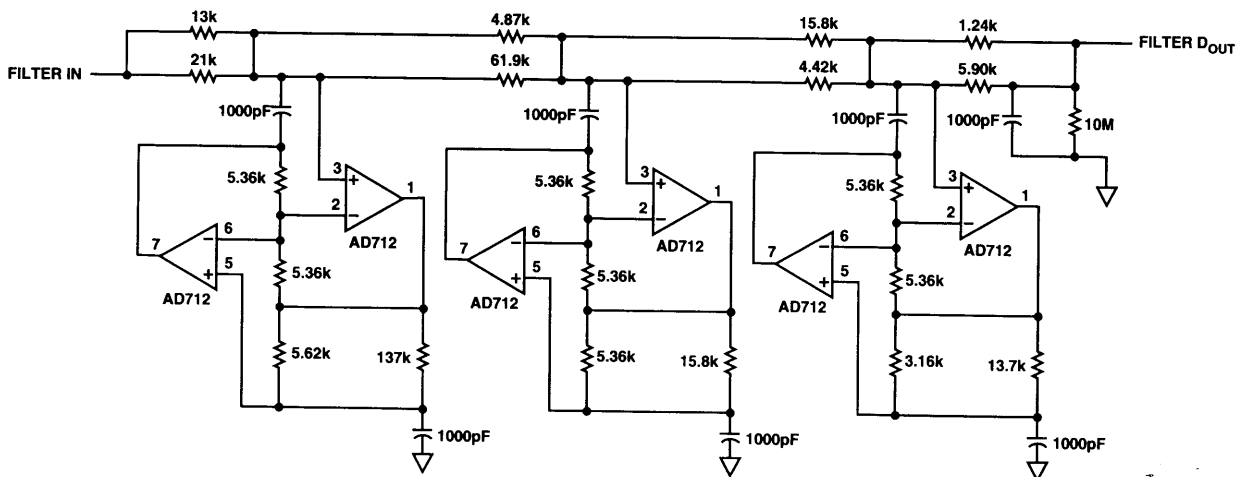 13k
4.87k
15.8k
1.24k
FILTER IN
21k
61.9k
4.42k
5.90k
FILTER DOUT
1000pF
1000pF
1000pF
1000pF
10M
5.36k
3
+
1
2
−
AD712
7
6
−
5
+
AD712
5.36k
5.62k
137k
1000pF
5.36k
3
+
1
2
−
AD712
7
6
−
5
+
AD712
5.36k
5.36k
15.8k
1000pF
5.36k
3
+
1
2
−
AD712
7
6
−
5
+
AD712
5.36k
3.16k
13.7k
1000pF